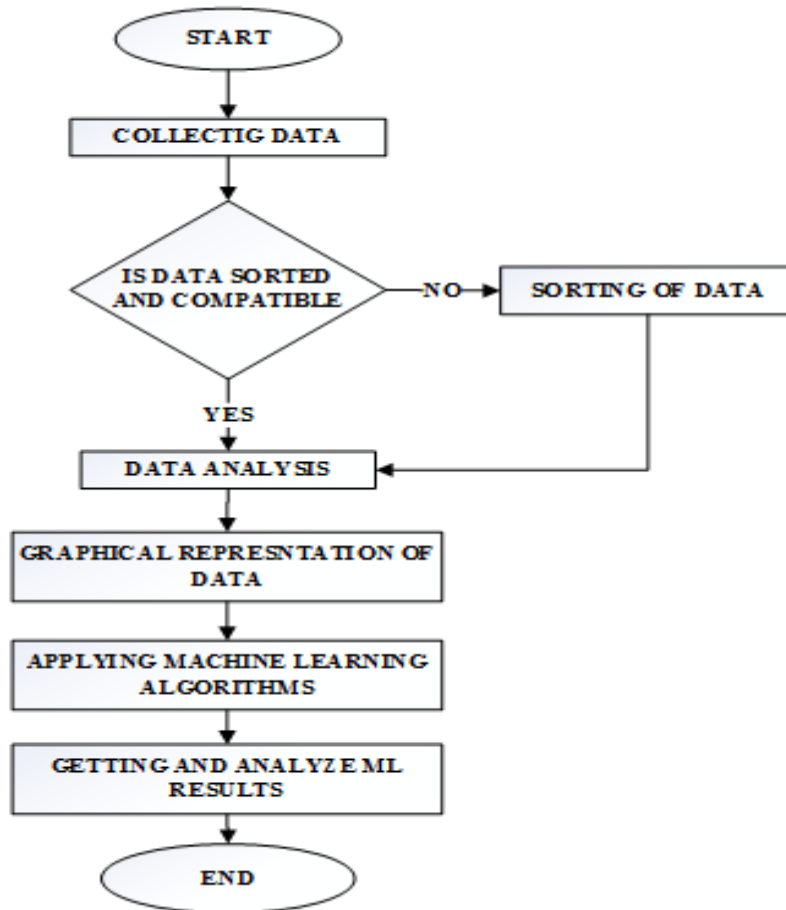 START
COLLECTIG DATA
IS DATA SORTED
AND COMPATIBLE
NO
SORTING OF DATA
YES
DATA ANALYSIS
GRAPHICAL REPRESNTATION OF
DATA
APPLYING MACHINE LEARNING
ALGORITHMS
GETTING AND ANALYZE ML
RESULTS
END